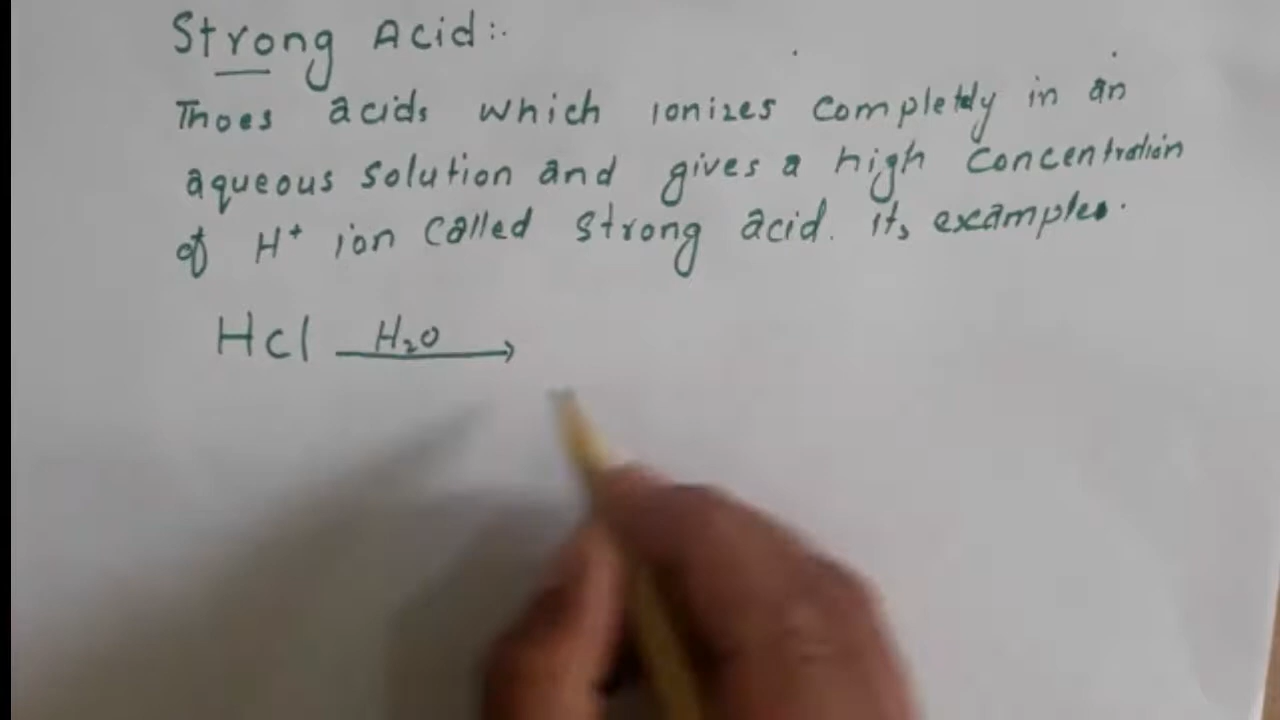 Strong Acid:.
Thoes acids which ionizes completly in an
aqueous solution and gives a high concentration
of H⁺ ion called strong acid. its examples.
Hcl H₂O →